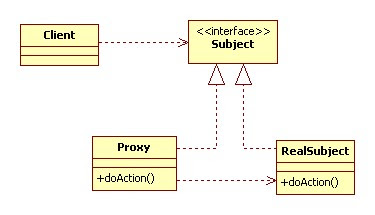 Client
<<interface>>
Subject
Proxy
+doAction()
RealSubject
+doAction()